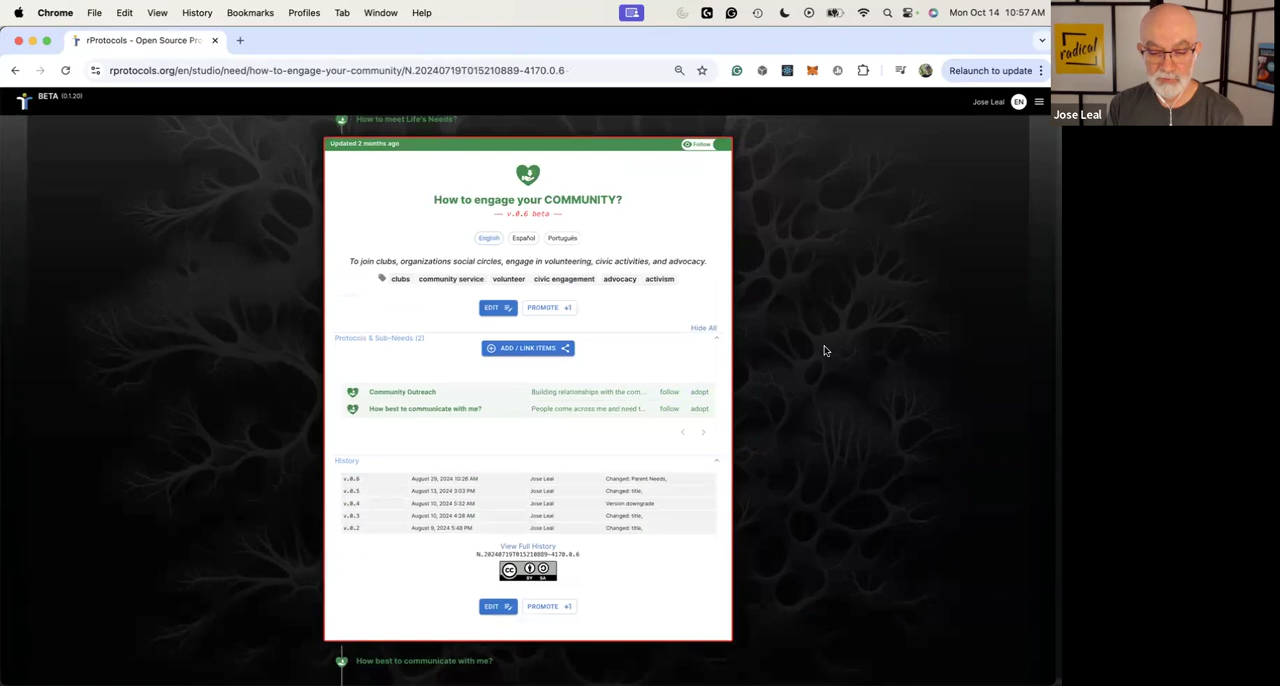 Chrome File Edit View History Bookmarks Profiles Tab Window Help Mon Oct 14 10:57 AM
rProtocols - Open Source Pro
rprotocols.org/en/studio/need/how-to-engage-your-community/N.20240719T015210889-4170.0.6
Relaunch to update
radical
Jose Leal
BETA (0.1.20)
Jose Leal EN
How to meet Life's Needs?
Updated 2 months ago Follow
How to engage your COMMUNITY?
— v.0.6 beta —
English Español Português
To join clubs, organizations social circles, engage in volunteering, civic activities, and advocacy.
clubs community service volunteer civic engagement advocacy activism
EDIT PROMOTE +1
Hide All
Protocols & Sub-Needs (2)
ADD / LINK ITEMS
Community Outreach Building relationships with the com... follow adopt
How best to communicate with me? People come across me and need t... follow adopt
History
v.0.6 August 29, 2024 10:26 AM Jose Leal Changed: Parent Needs,
v.0.5 August 13, 2024 3:03 PM Jose Leal Changed: title,
v.0.4 August 10, 2024 5:32 AM Jose Leal Version downgrade
v.0.3 August 10, 2024 4:28 AM Jose Leal Changed: title,
v.0.2 August 9, 2024 5:48 PM Jose Leal Changed: title,
View Full History
N.20240719T015210889-4170.0.6
CC BY SA
EDIT PROMOTE +1
How best to communicate with me?